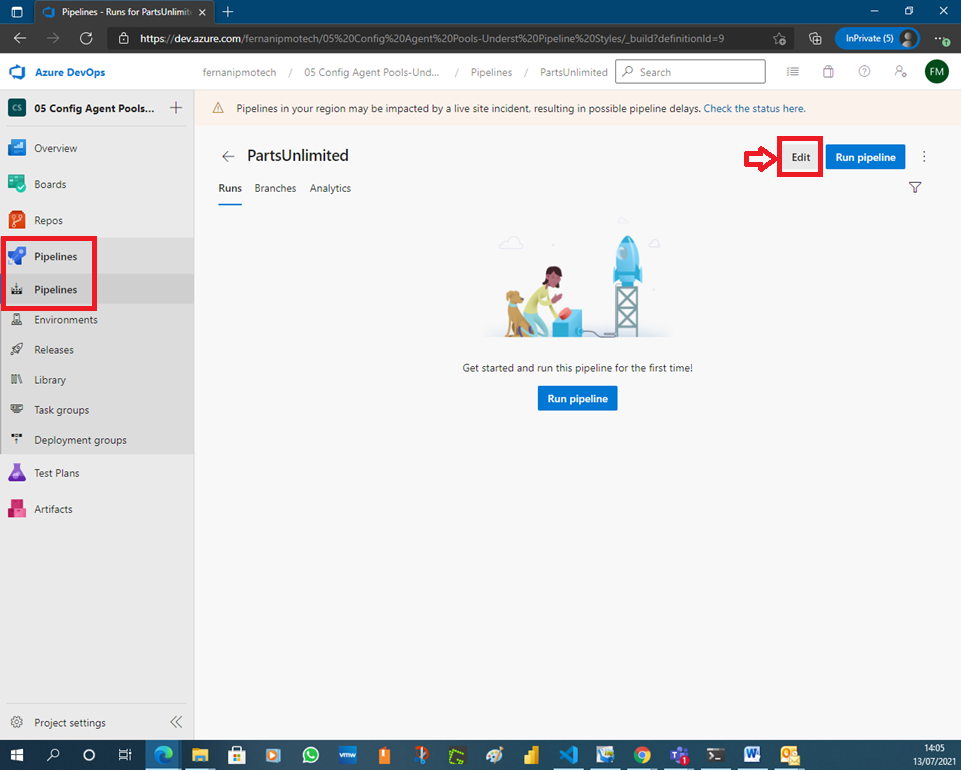 Pipelines - Runs for PartsUnlimit
https://dev.azure.com/fernanipmotech/05%20Config%20Agent%20Pools-Underst%20Pipeline%20Styles/_build?definitionId=9
InPrivate (5)
Azure DevOps
fernanipmotech / 05 Config Agent Pools-Und... / Pipelines / PartsUnlimited
Search
FM
CS
05 Config Agent Pools...
Pipelines in your region may be impacted by a live site incident, resulting in possible pipeline delays. Check the status here.
Overview
Boards
Repos
Pipelines
Pipelines
Environments
Releases
Library
Task groups
Deployment groups
Test Plans
Artifacts
Project settings
PartsUnlimited
Edit
Run pipeline
Runs
Branches
Analytics
Get started and run this pipeline for the first time!
Run pipeline
vmw
1
14:05
13/07/2021